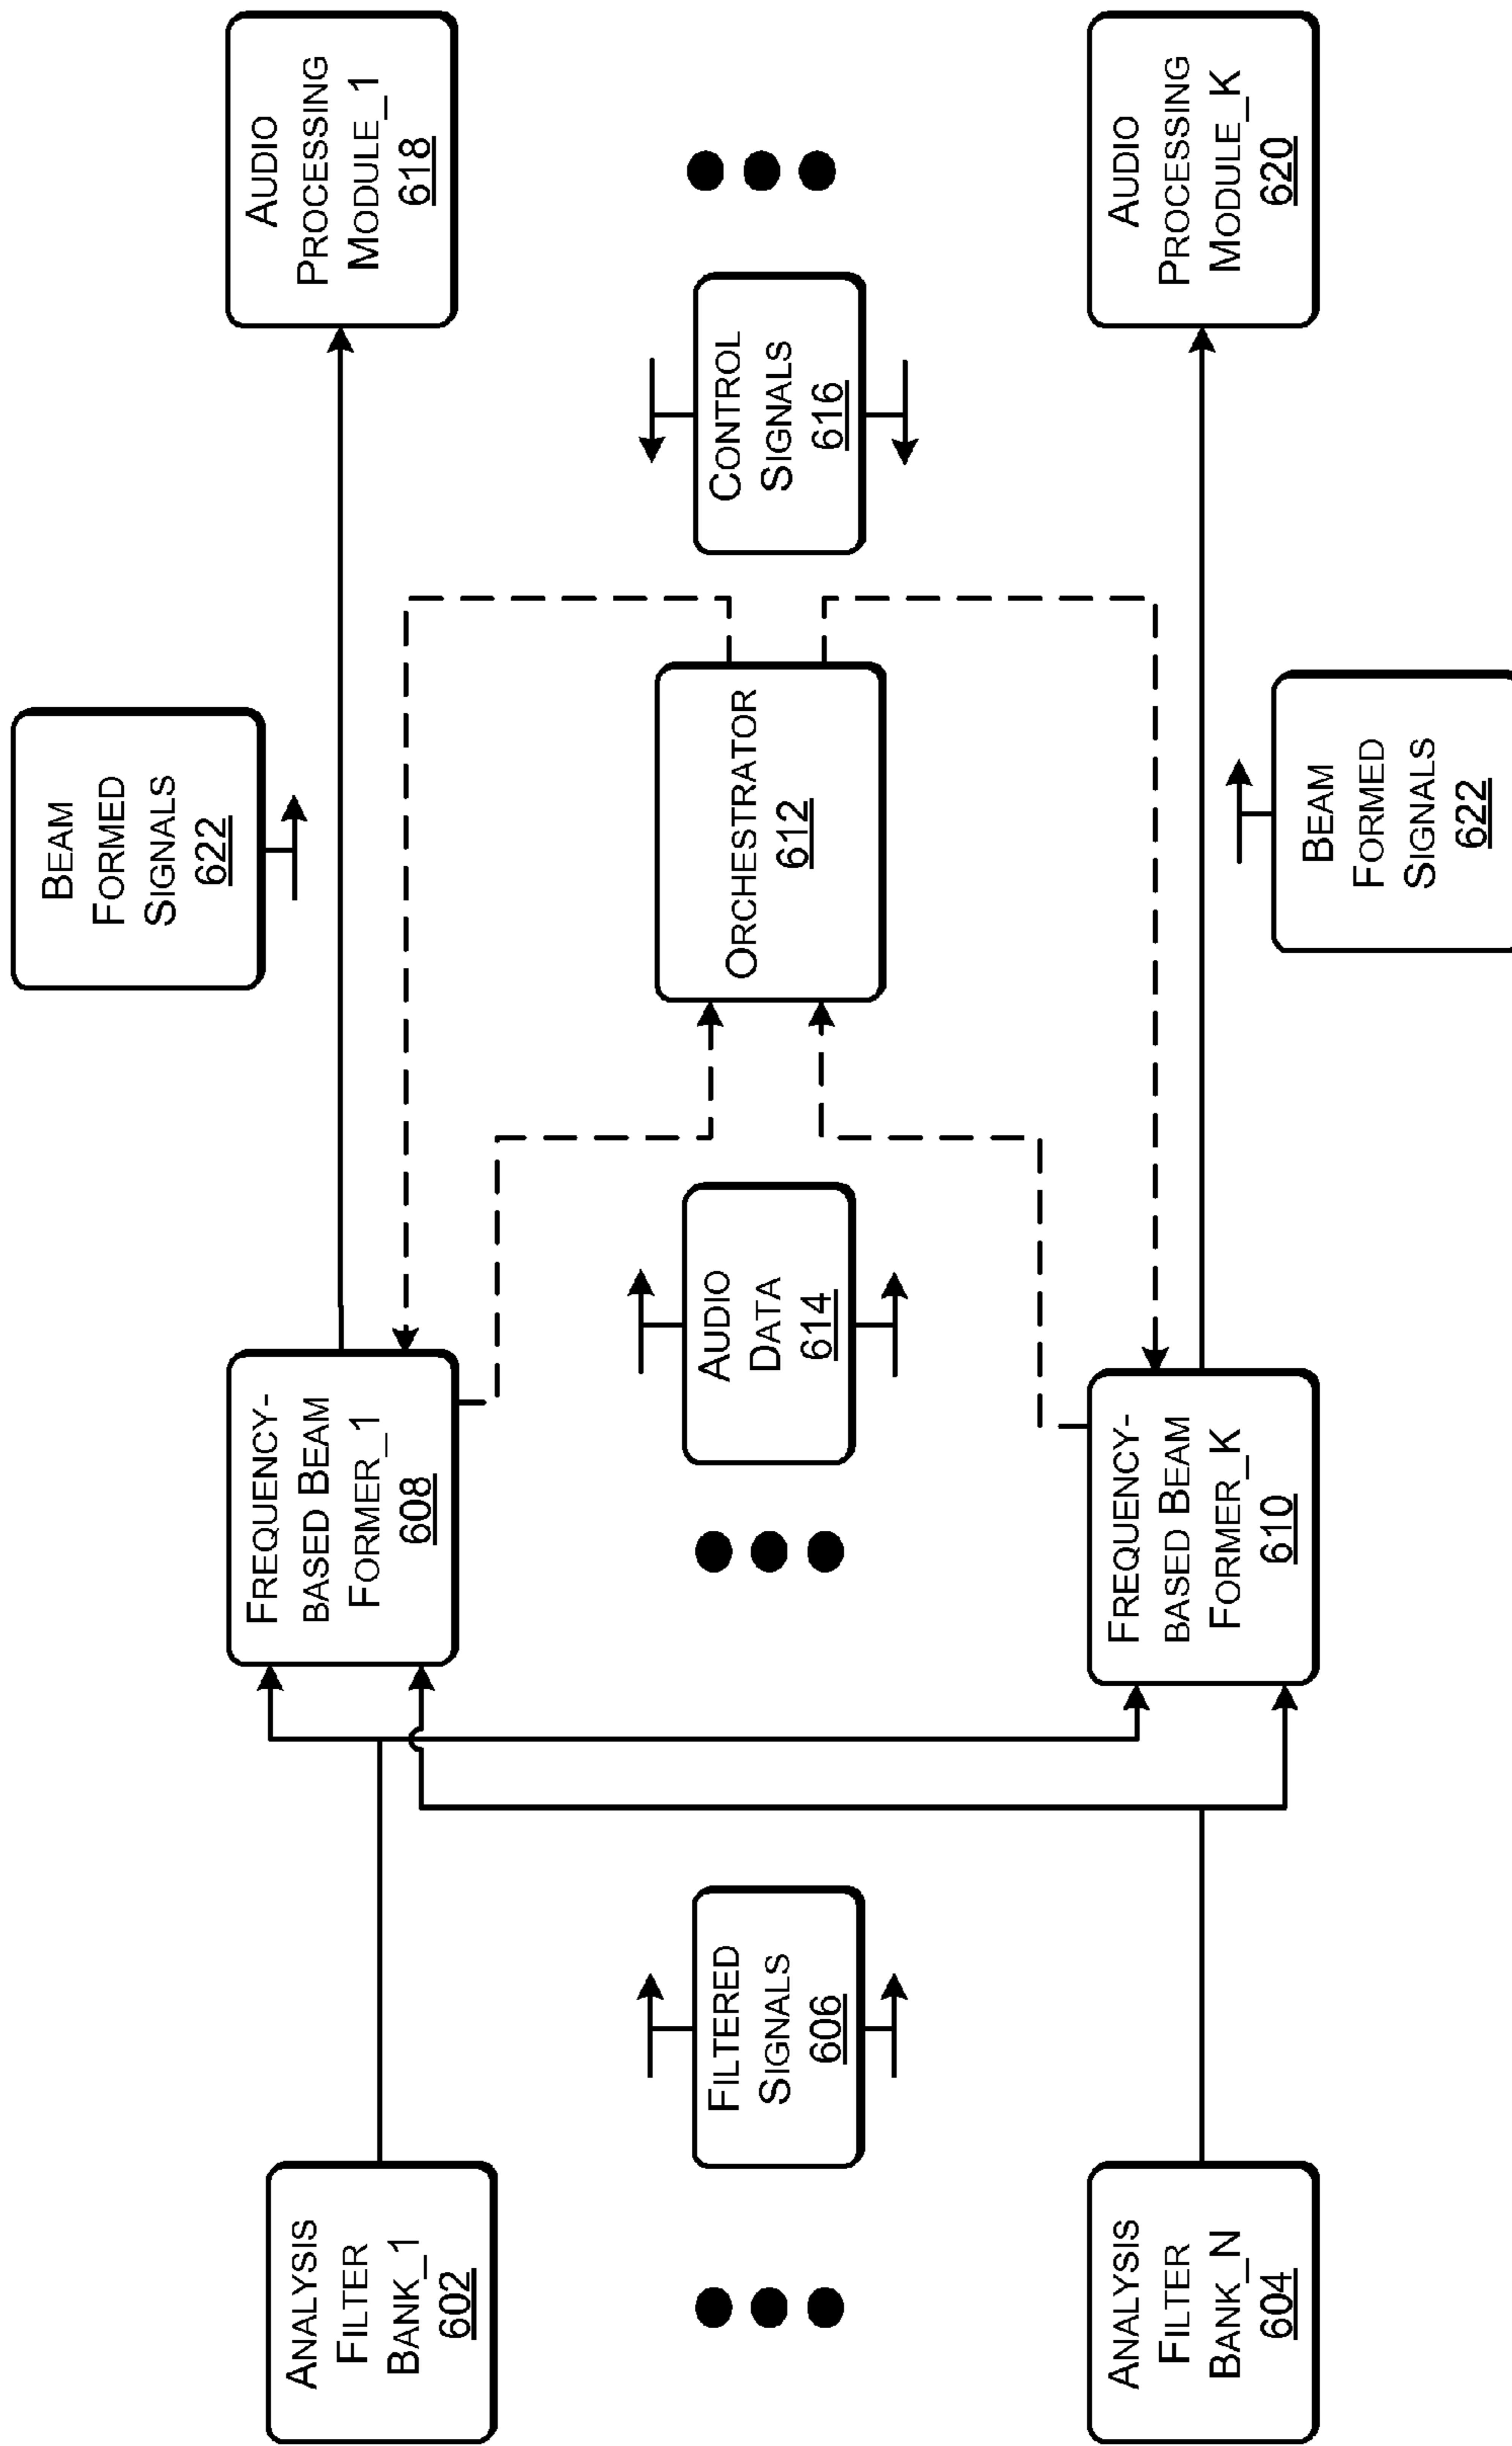 ANALYSIS
FILTER
BANK_1
602
ANALYSIS
FILTER
BANK_N
604
FILTERED
SIGNALS
606
FREQUENCY-
BASED BEAM
FORMER_1
608
FREQUENCY-
BASED BEAM
FORMER_K
610
AUDIO
DATA
614
ORCHESTRATOR
612
BEAM
FORMED
SIGNALS
622
BEAM
FORMED
SIGNALS
622
CONTROL
SIGNALS
616
AUDIO
PROCESSING
MODULE_1
618
AUDIO
PROCESSING
MODULE_K
620